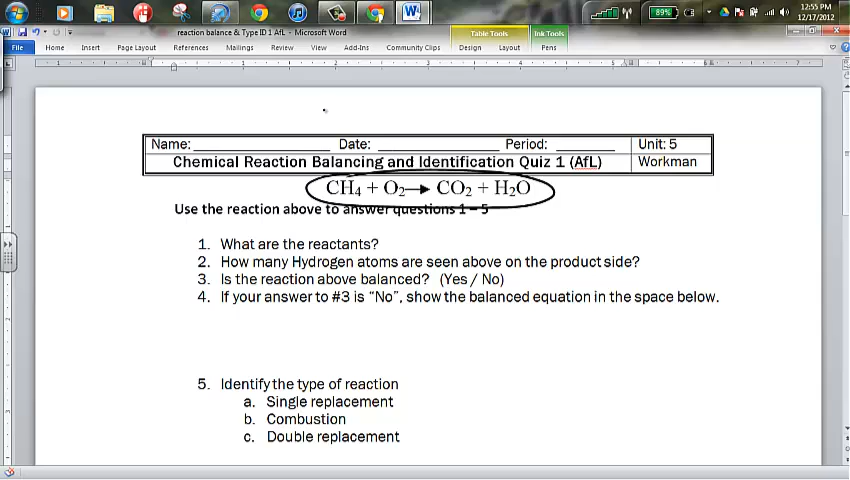 12:55 PM
89%
12/17/2012
reaction balance & Type ID 1 AfL - Microsoft Word
Table Tools
Ink Tools
File Home Insert Page Layout References Mailings Review View Add-Ins Community Clips Design Layout Pens
Name: Date: Period: Unit: 5
Chemical Reaction Balancing and Identification Quiz 1 (AfL) Workman
CH₄ + O₂ → CO₂ + H₂O
Use the reaction above to answer questions 1 – 5
1. What are the reactants?
2. How many Hydrogen atoms are seen above on the product side?
3. Is the reaction above balanced? (Yes / No)
4. If your answer to #3 is “No”, show the balanced equation in the space below.
5. Identify the type of reaction
a. Single replacement
b. Combustion
c. Double replacement